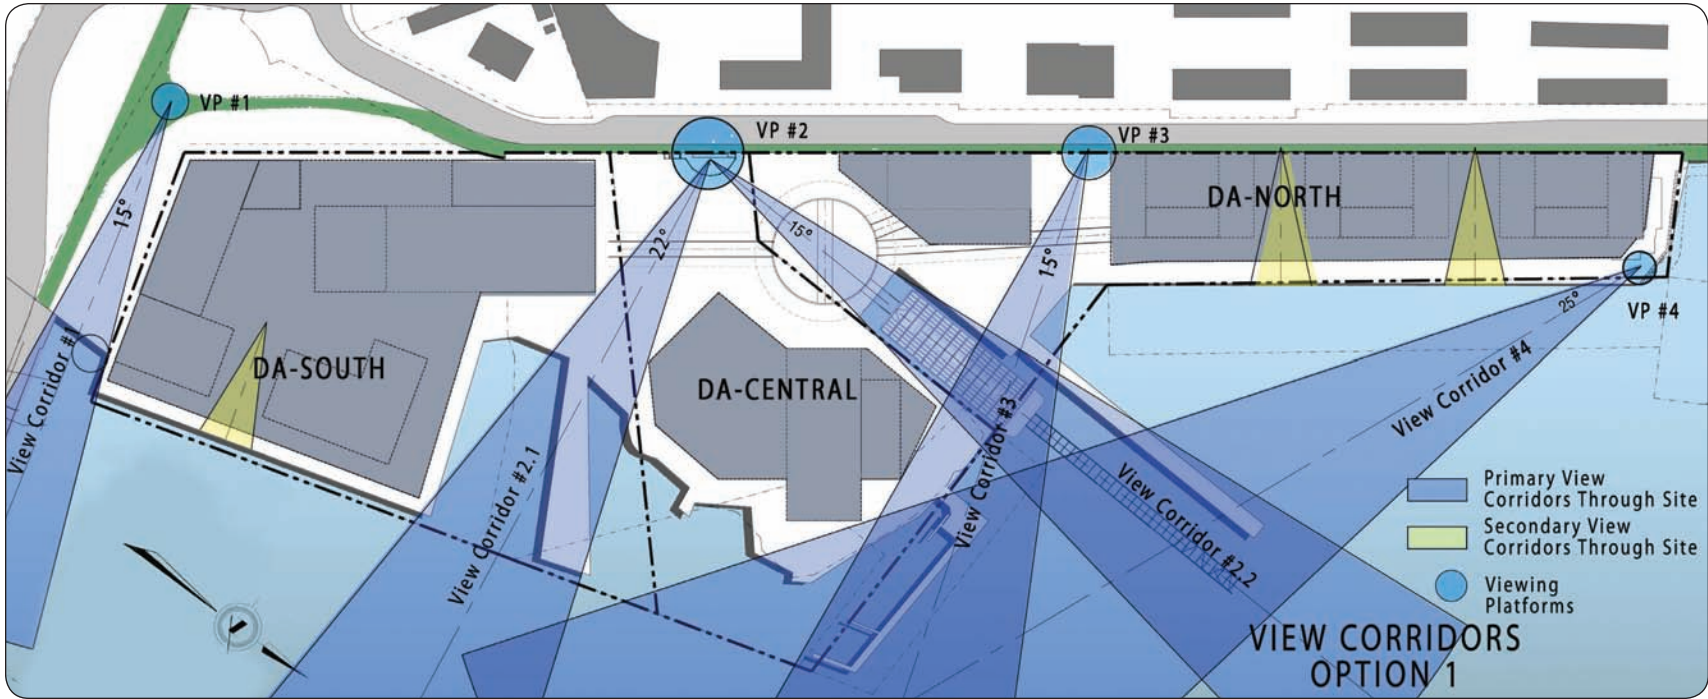 VP #1
VP #2
VP #3
DA-NORTH
15°
22°
15°
15°
25°
VP #4
View Corridor #1
DA-SOUTH
DA-CENTRAL
View Corridor #2.1
View Corridor #3
View Corridor #2.2
View Corridor #4
Primary View
Corridors Through Site
Secondary View
Corridors Through Site
Viewing
Platforms
VIEW CORRIDORS
OPTION 1